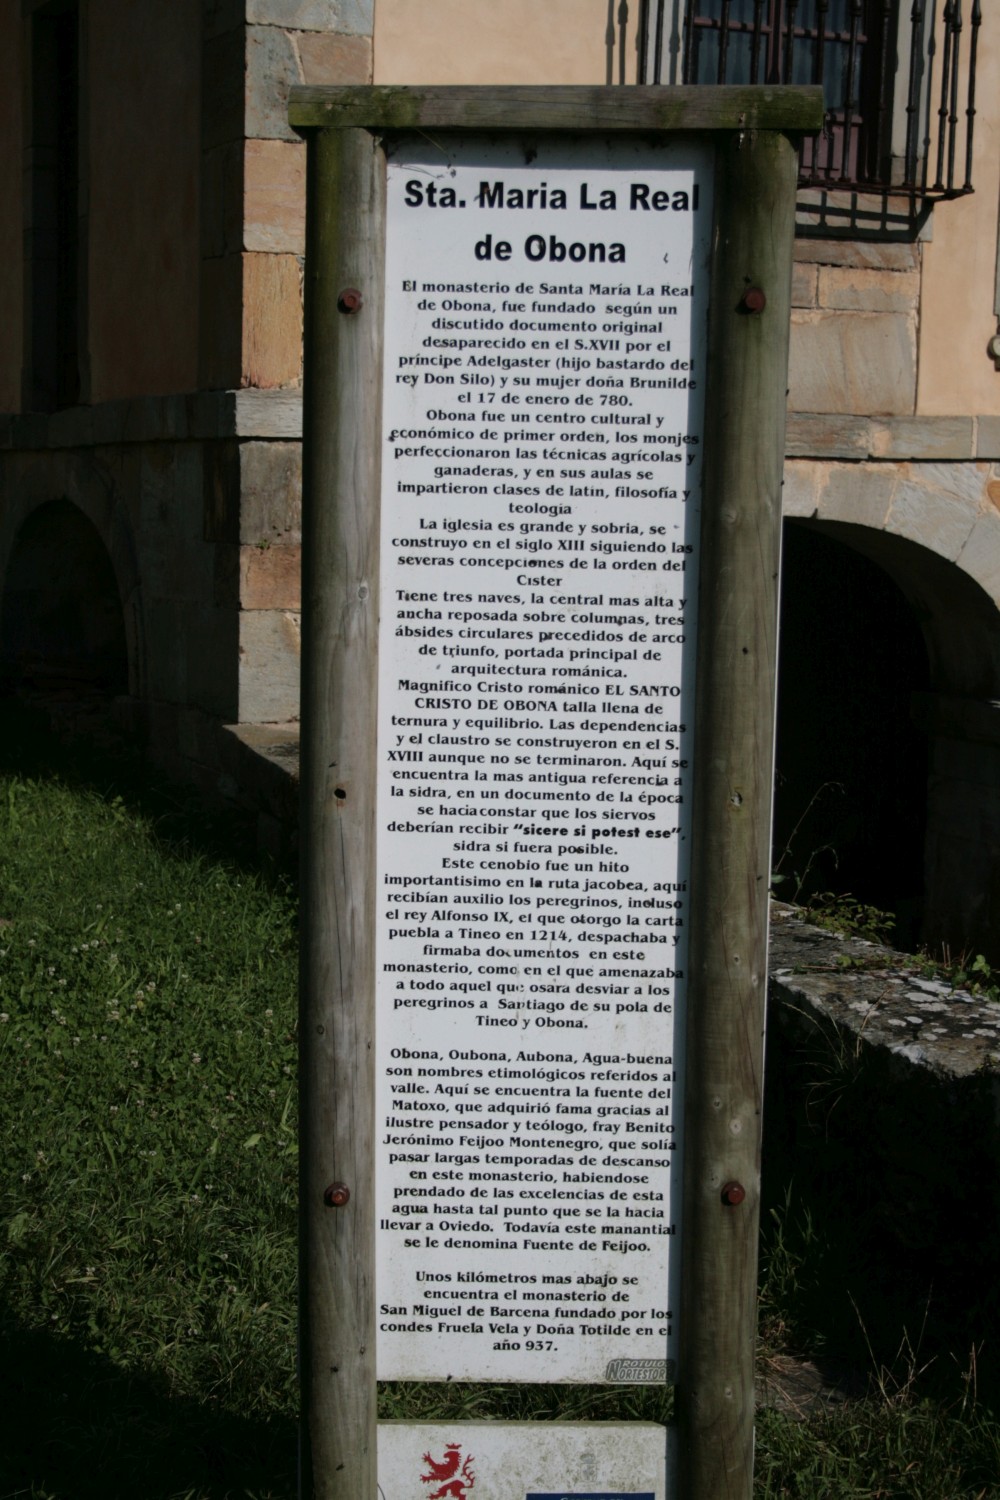 Sta. Maria La Real
de Obona
El monasterio de Santa María La Real
de Obona, fue fundado según un
discutido documento original
desaparecido en el S.XVII por el
príncipe Adelgaster (hijo bastardo del
rey Don Silo) y su mujer doña Brunilde
el 17 de enero de 780.
Obona fue un centro cultural y
económico de primer orden, los monjes
perfeccionaron las técnicas agrícolas y
ganaderas, y en sus aulas se
impartieron clases de latín, filosofía y
teologia
La iglesia es grande y sobria, se
construyo en el siglo XIII siguiendo las
severas concepciones de la orden del
Cister
Tiene tres naves, la central mas alta y
ancha reposada sobre columnas, tres
ábsides circulares precedidos de arco
de triunfo, portada principal de
arquitectura románica.
Magnifico Cristo románico EL SANTO
CRISTO DE OBONA talla llena de
ternura y equilibrio. Las dependencias
y el claustro se construyeron en el S.
XVIII aunque no se terminaron. Aquí se
encuentra la mas antigua referencia a
la sidra, en un documento de la época
se hacia constar que los siervos
deberían recibir "sicere si potest ese",
sidra si fuera posible.
Este cenobio fue un hito
importantisimo en la ruta jacobea, aquí
recibían auxilio los peregrinos, incluso
el rey Alfonso IX, el que otorgo la carta
puebla a Tineo en 1214, despachaba y
firmaba documentos en este
monasterio, como en el que amenazaba
a todo aquel que osara desviar a los
peregrinos a Santiago de su pola de
Tineo y Obona.
Obona, Oubona, Aubona, Agua-buena
son nombres etimológicos referidos al
valle. Aquí se encuentra la fuente del
Matoxo, que adquirió fama gracias al
ilustre pensador y teólogo, fray Benito
Jerónimo Feijoo Montenegro, que solía
pasar largas temporadas de descanso
en este monasterio, habiendose
prendado de las excelencias de esta
agua hasta tal punto que se la hacia
llevar a Oviedo. Todavía este manantial
se le denomina Fuente de Feijoo.
Unos kilómetros mas abajo se
encuentra el monasterio de
San Miguel de Barcena fundado por los
condes Fruela Vela y Doña Totilde en el
año 937.
ROTULOS
NORTESTOR